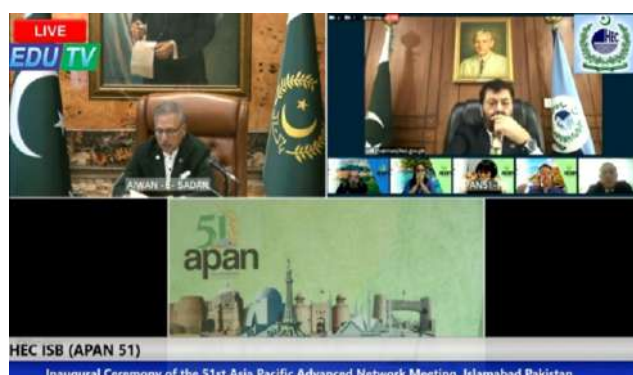 LIVE
EDU TV
HEC
AIWAN - E - SADAR
51
apan
HEC ISB (APAN 51)
Inaugural Ceremony of the 51st Asia Pacific Advanced Network Meeting, Islamabad Pakistan